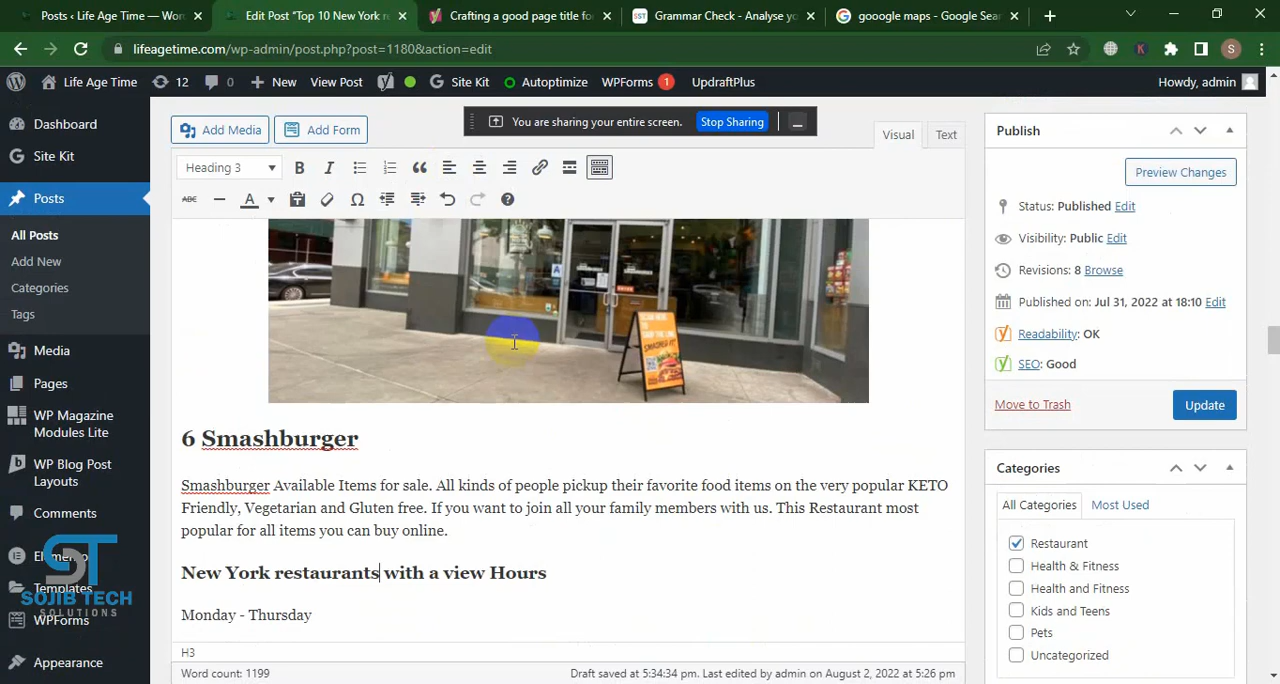 Posts ‹ Life Age Time — Wor
Edit Post "Top 10 New York re
Crafting a good page title for
SST Grammar Check - Analyse yo
gooogle maps - Google Sear
lifeagetime.com/wp-admin/post.php?post=1180&action=edit
K
S
Life Age Time
12
0
New
View Post
Site Kit
Autoptimize
WPForms 1
UpdraftPlus
Howdy, admin
Dashboard
Site Kit
Posts
All Posts
Add New
Categories
Tags
Media
Pages
WP Magazine
Modules Lite
WP Blog Post
Layouts
Comments
Templates
WPForms
Appearance
ST
SOJIB TECH
SOLUTIONS
Add Media
Add Form
You are sharing your entire screen.
Stop Sharing
Visual
Text
Heading 3
B
I
ABC
A
6 Smashburger
Smashburger Available Items for sale. All kinds of people pickup their favorite food items on the very popular KETO
Friendly, Vegetarian and Gluten free. If you want to join all your family members with us. This Restaurant most
popular for all items you can buy online.
New York restaurants with a view Hours
Monday - Thursday
H3
Word count: 1199
Draft saved at 5:34:34 pm. Last edited by admin on August 2, 2022 at 5:26 pm
Publish
Preview Changes
Status: Published Edit
Visibility: Public Edit
Revisions: 8 Browse
Published on: Jul 31, 2022 at 18:10 Edit
Readability: OK
SEO: Good
Move to Trash
Update
Categories
All Categories
Most Used
Restaurant
Health & Fitness
Health and Fitness
Kids and Teens
Pets
Uncategorized